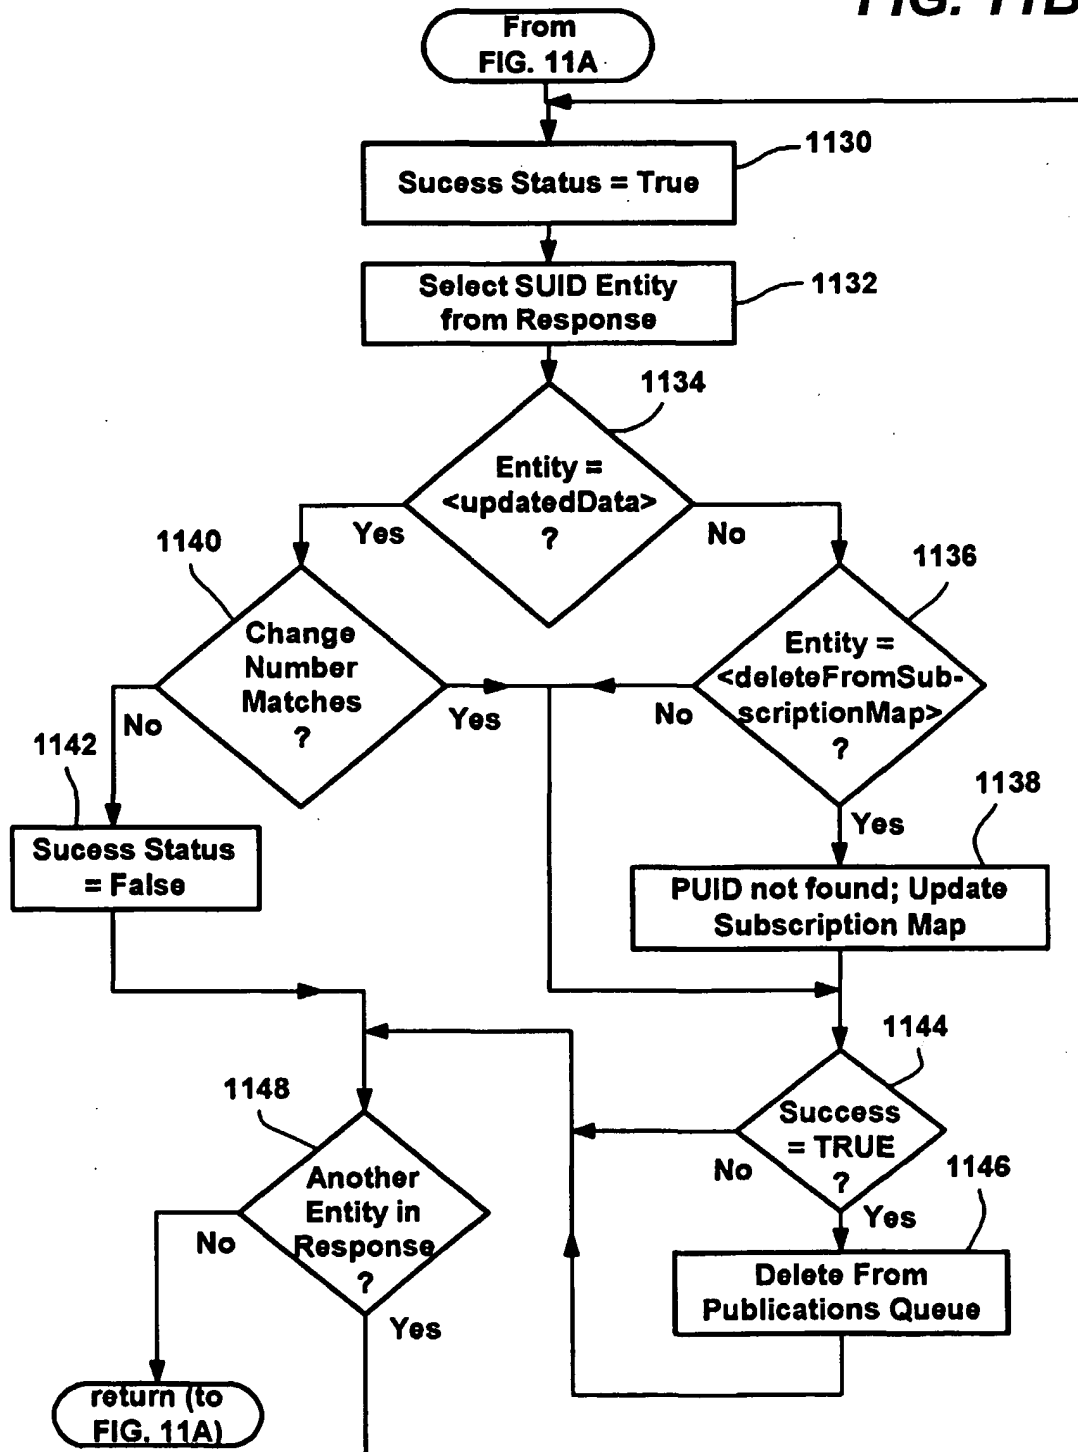 FIG. 11B
From
FIG. 11A
1130
Sucess Status = True
1132
Select SUID Entity
from Response
1134
Entity =
<updatedData>
?
Yes
No
1140
1136
Change
Number
Matches
?
Entity =
<deleteFromSub-
scriptionMap>
?
No
Yes
No
1142
1138
Yes
Sucess Status
= False
PUID not found; Update
Subscription Map
1144
1148
Success
= TRUE
?
No
1146
Yes
Another
Entity in
Response
?
No
Delete From
Publications Queue
Yes
return (to
FIG. 11A)